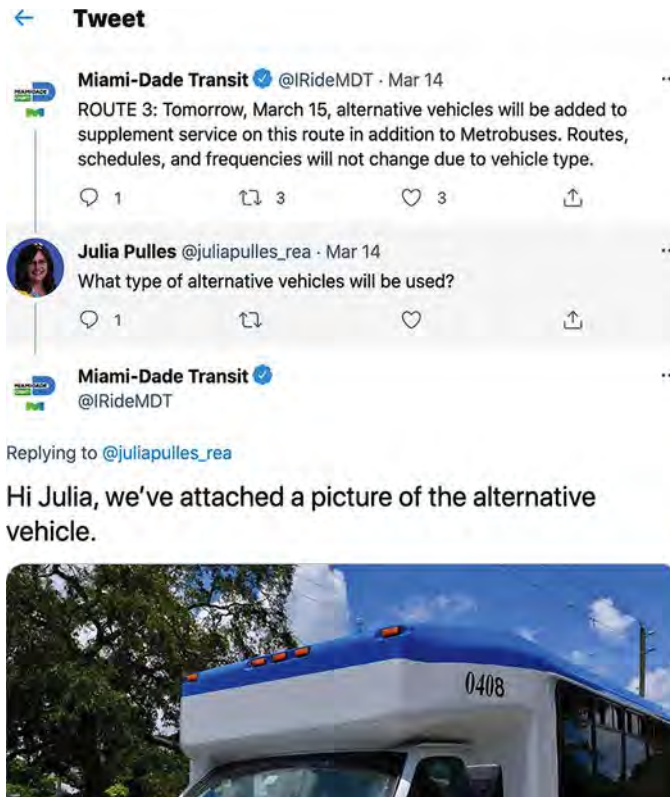 Tweet
Miami-Dade Transit @IRideMDT · Mar 14
ROUTE 3: Tomorrow, March 15, alternative vehicles will be added to
supplement service on this route in addition to Metrobuses. Routes,
schedules, and frequencies will not change due to vehicle type.
1 3 3
Julia Pulles @juliapulles_rea · Mar 14
What type of alternative vehicles will be used?
1
Miami-Dade Transit
@IRideMDT
Replying to @juliapulles_rea
Hi Julia, we've attached a picture of the alternative
vehicle.
0408